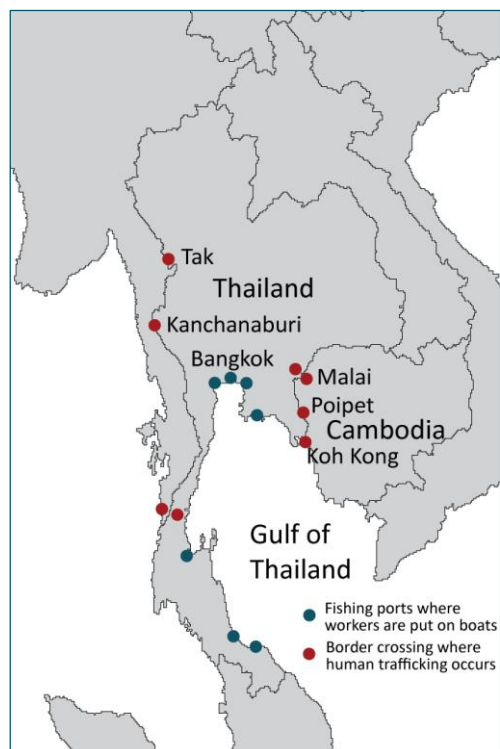 Tak
Thailand
Kanchanaburi
Bangkok
Malai
Poipet
Cambodia
Koh Kong
Gulf of
Thailand
Fishing ports where
workers are put on boats
Border crossing where
human trafficking occurs